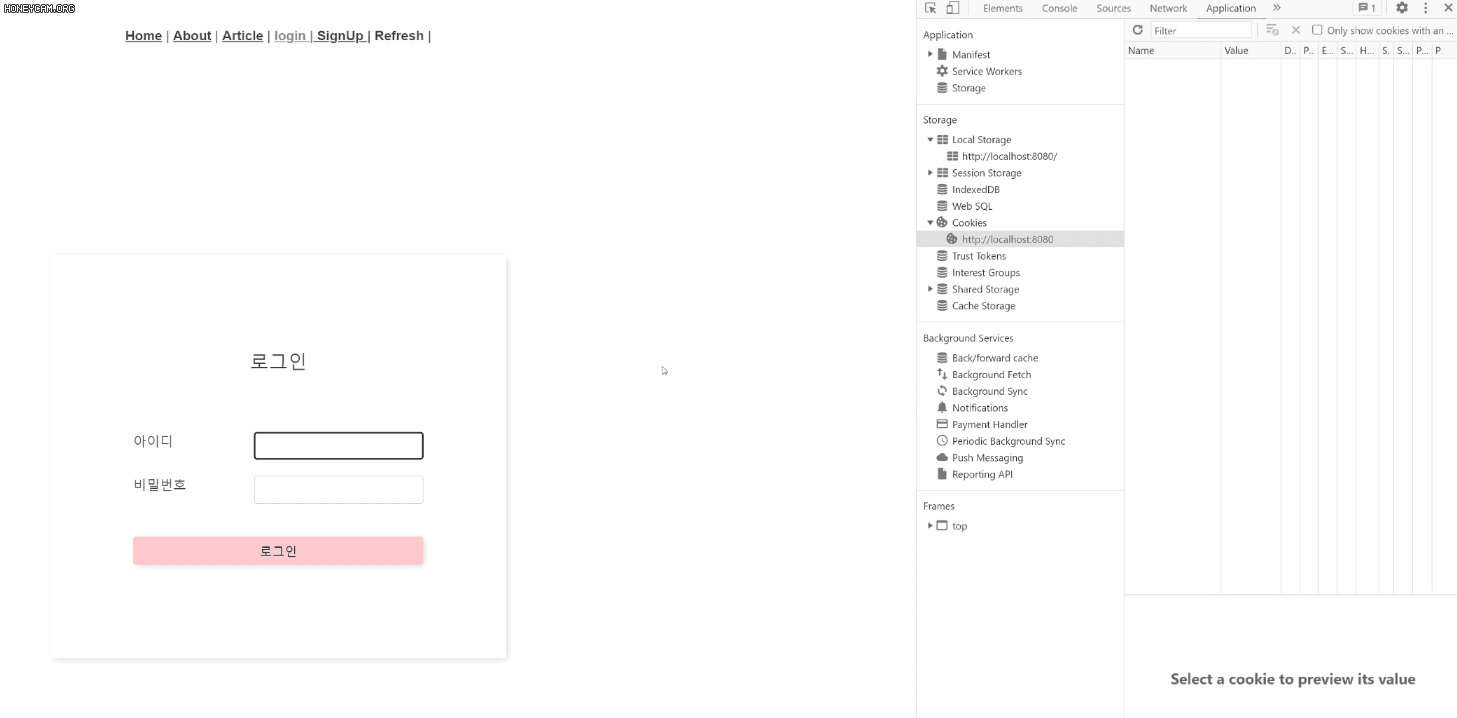 HONEYCAM.ORG
Home | About | Article | login | SignUp | Refresh |
로그인
아이디
비밀번호
로그인
Elements Console Sources Network Application » 1
Application
Manifest
Service Workers
Storage
Storage
Local Storage
http://localhost:8080/
Session Storage
IndexedDB
Web SQL
Cookies
http://localhost:8080
Trust Tokens
Interest Groups
Shared Storage
Cache Storage
Background Services
Back/forward cache
Background Fetch
Background Sync
Notifications
Payment Handler
Periodic Background Sync
Push Messaging
Reporting API
Frames
top
Filter Only show cookies with an ...
Name Value D.. P... E... S... H... S. S... P... P.
Select a cookie to preview its value